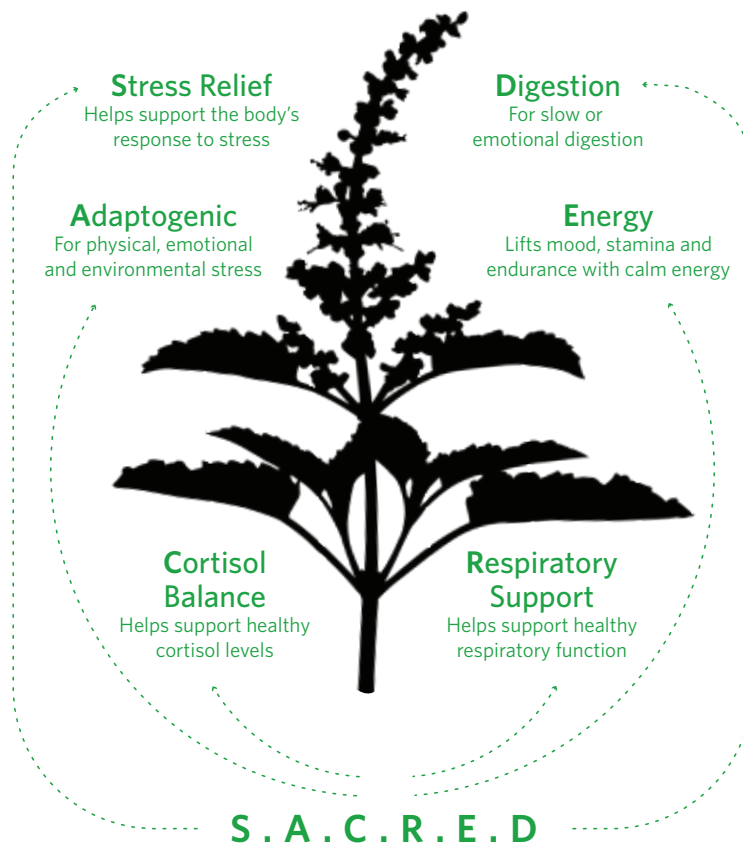 Stress Relief
Helps support the body's
response to stress
Adaptogenic
For physical, emotional
and environmental stress
Cortisol
Balance
Helps support healthy
cortisol levels
Respiratory
Support
Helps support healthy
respiratory function
Energy
Lifts mood, stamina and
endurance with calm energy
Digestion
For slow or
emotional digestion
S . A . C . R . E . D